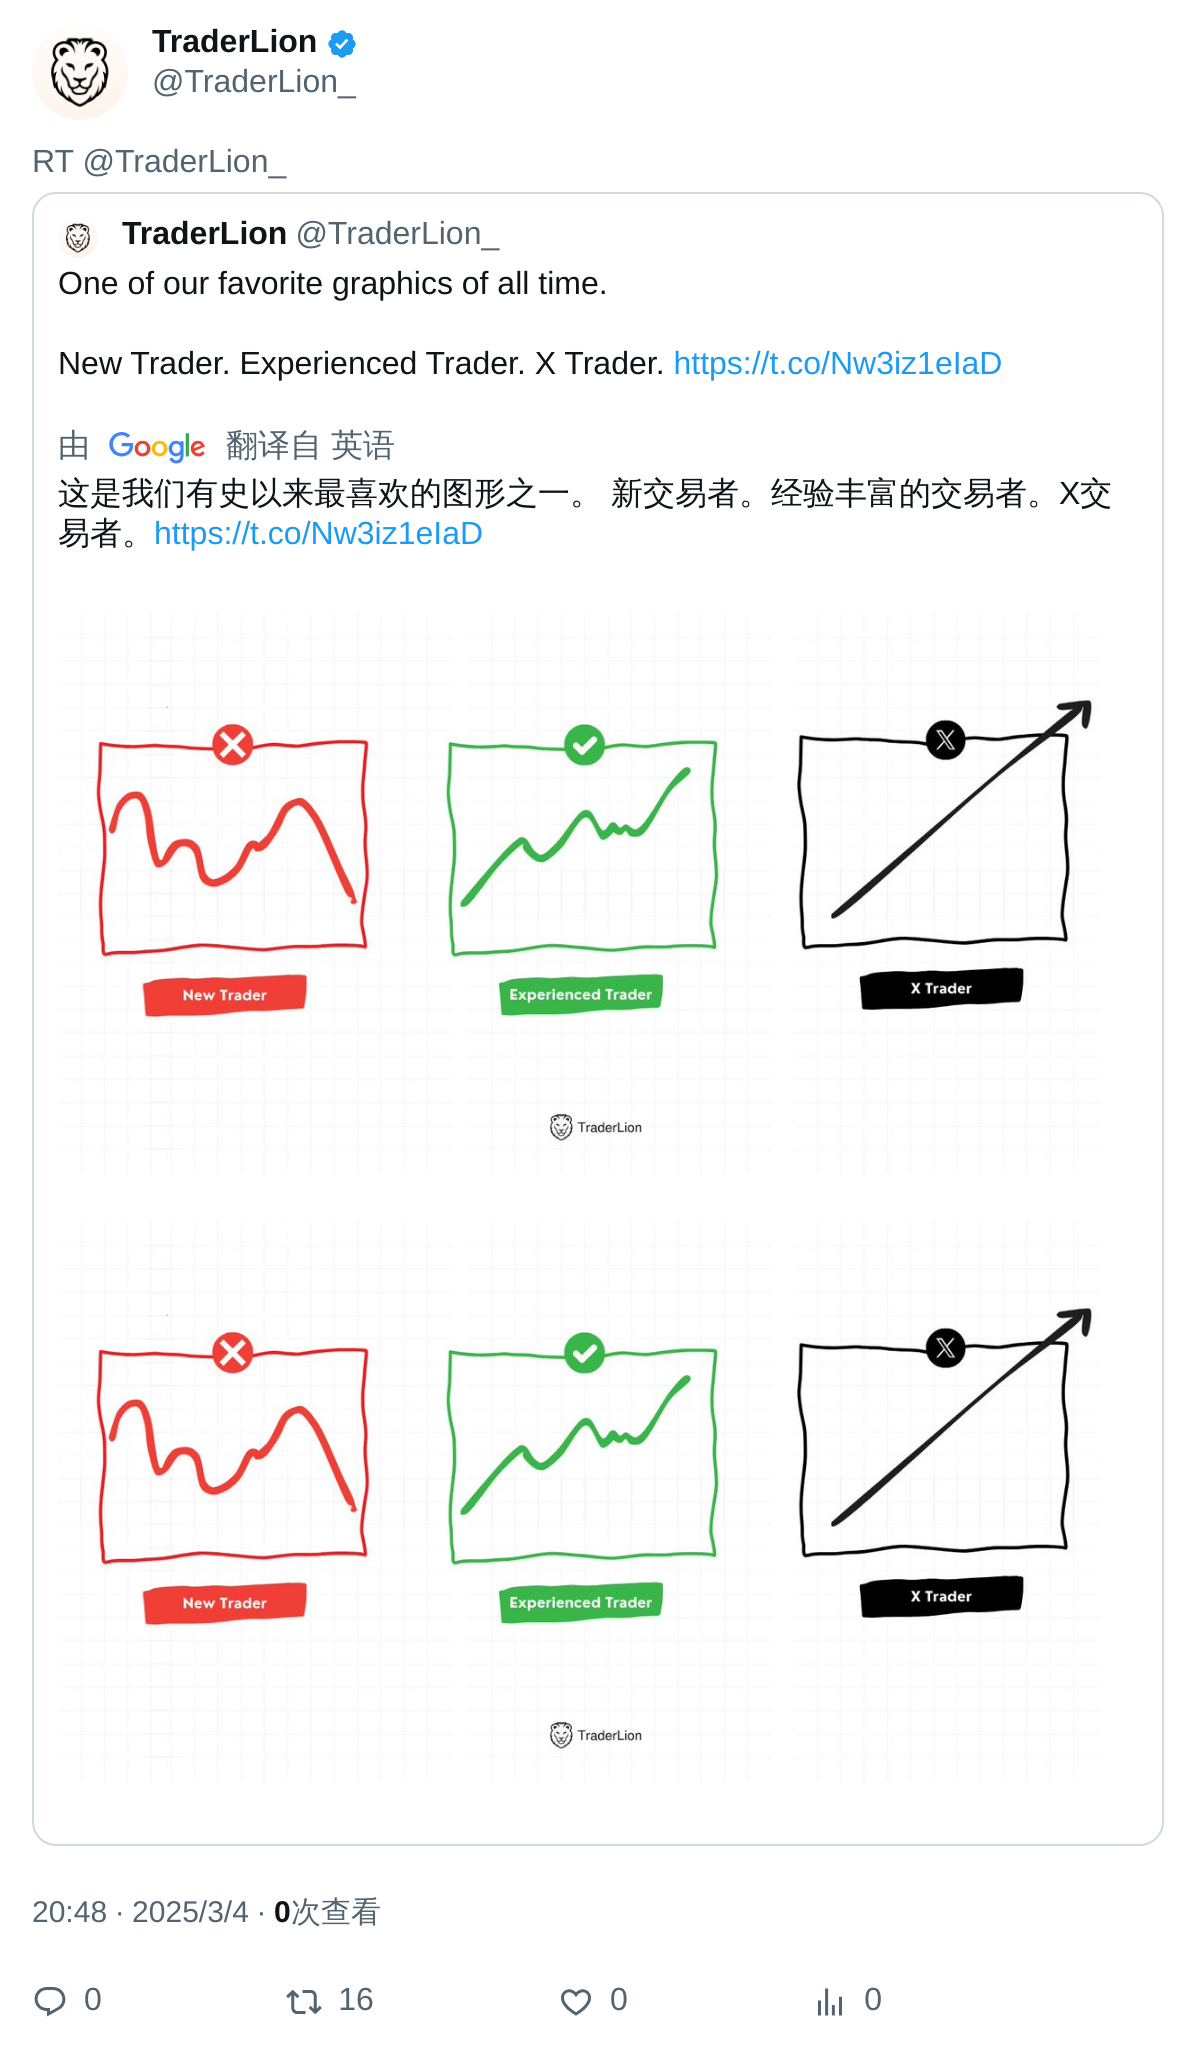 TraderLion
@TraderLion_
RT @TraderLion_
TraderLion @TraderLion_
One of our favorite graphics of all time.
New Trader. Experienced Trader. X Trader. https://t.co/Nw3iz1eIaD
由 Google 翻译自 英语
这是我们有史以来最喜欢的图形之一。 新交易者。经验丰富的交易者。X交
易者。https://t.co/Nw3iz1eIaD
New Trader
Experienced Trader
X Trader
TraderLion
New Trader
Experienced Trader
X Trader
TraderLion
20:48 · 2025/3/4 · 0次查看
0 16 0 0